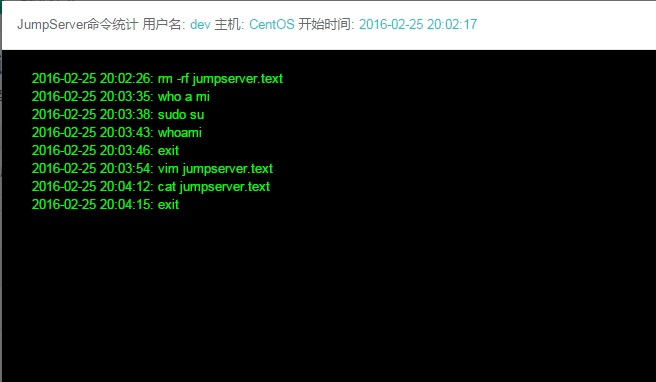 JumpServer命令统计 用户名: dev 主机: CentOS 开始时间: 2016-02-25 20:02:17
2016-02-25 20:02:26: rm -rf jumpserver.text
2016-02-25 20:03:35: who a mi
2016-02-25 20:03:38: sudo su
2016-02-25 20:03:43: whoami
2016-02-25 20:03:46: exit
2016-02-25 20:03:54: vim jumpserver.text
2016-02-25 20:04:12: cat jumpserver.text
2016-02-25 20:04:15: exit